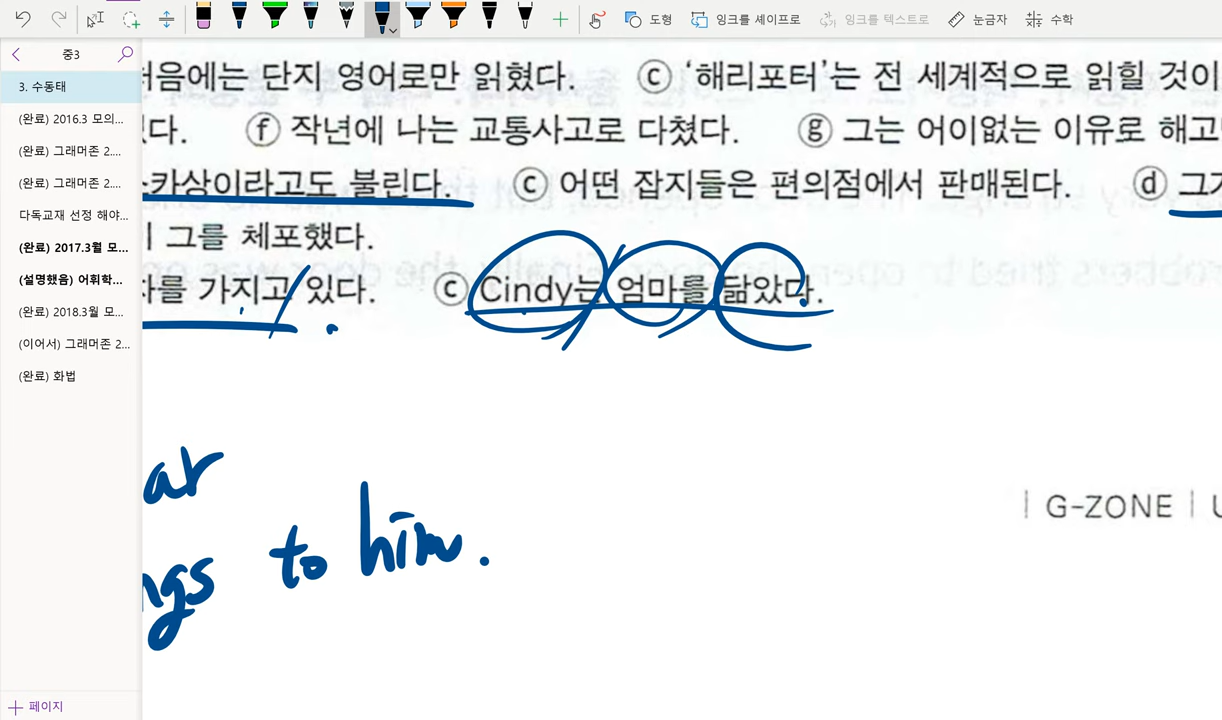 도형
잉크를 셰이프로
잉크를 텍스트로
눈금자
수학
중3
3. 수동태
(완료) 2016.3 모의...
(완료) 그래머존 2....
(완료) 그래머존 2....
다독교재 선정 해야...
(완료) 2017.3월 모...
(설명했음) 어휘학...
(완료) 2018.3월 모...
(이어서) 그래머존 2...
(완료) 화법
페이지
에는 단지 영어로만 읽혔다. ⓒ ‘해리포터’는 전 세계적으로 읽힐 것이
다. ⓕ 작년에 나는 교통사고로 다쳤다. ⓖ 그는 어이없는 이유로 해고
카상이라고도 불린다. ⓒ 어떤 잡지들은 편의점에서 판매된다. ⓓ 그
그를 체포했다.
를 가지고 있다. ⓒ Cindy는 엄마를 닮았다.
to him.
| G-ZONE |